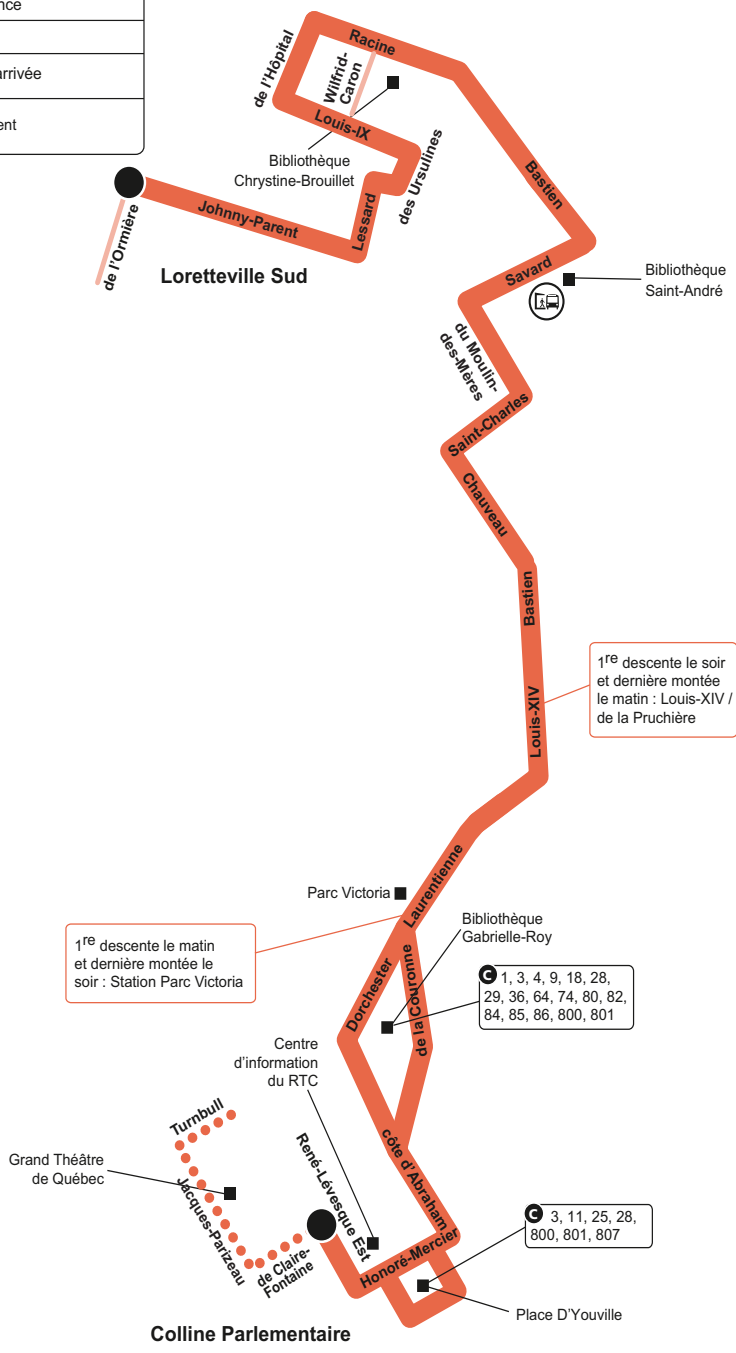 Racine
de l'Hôpital
Wilfrid-
Caron
Louis-IX
Bibliothèque
Chrystine-Brouillet
des Ursulines
Lessard
Johnny-Parent
de l'Ormière
Loretteville Sud
Bastien
Savard
Bibliothèque
Saint-André
du Moulin-
des-Mères
Saint-Charles
Chauveau
Bastien
Louis-XIV
1re descente le soir
et dernière montée
le matin : Louis-XIV /
de la Pruchière
Laurentienne
Parc Victoria
1re descente le matin
et dernière montée le
soir : Station Parc Victoria
Bibliothèque
Gabrielle-Roy
C 1, 3, 4, 9, 18, 28,
29, 36, 64, 74, 80, 82,
84, 85, 86, 800, 801
Dorchester
de la Couronne
Centre
d'information
du RTC
côte d'Abraham
René-Lévesque Est
Turnbull
Grand Théâtre
de Québec
Jacques-Parizeau
de Claire-
Fontaine
Honoré-Mercier
C 3, 11, 25, 28,
800, 801, 807
Place D'Youville
Colline Parlementaire